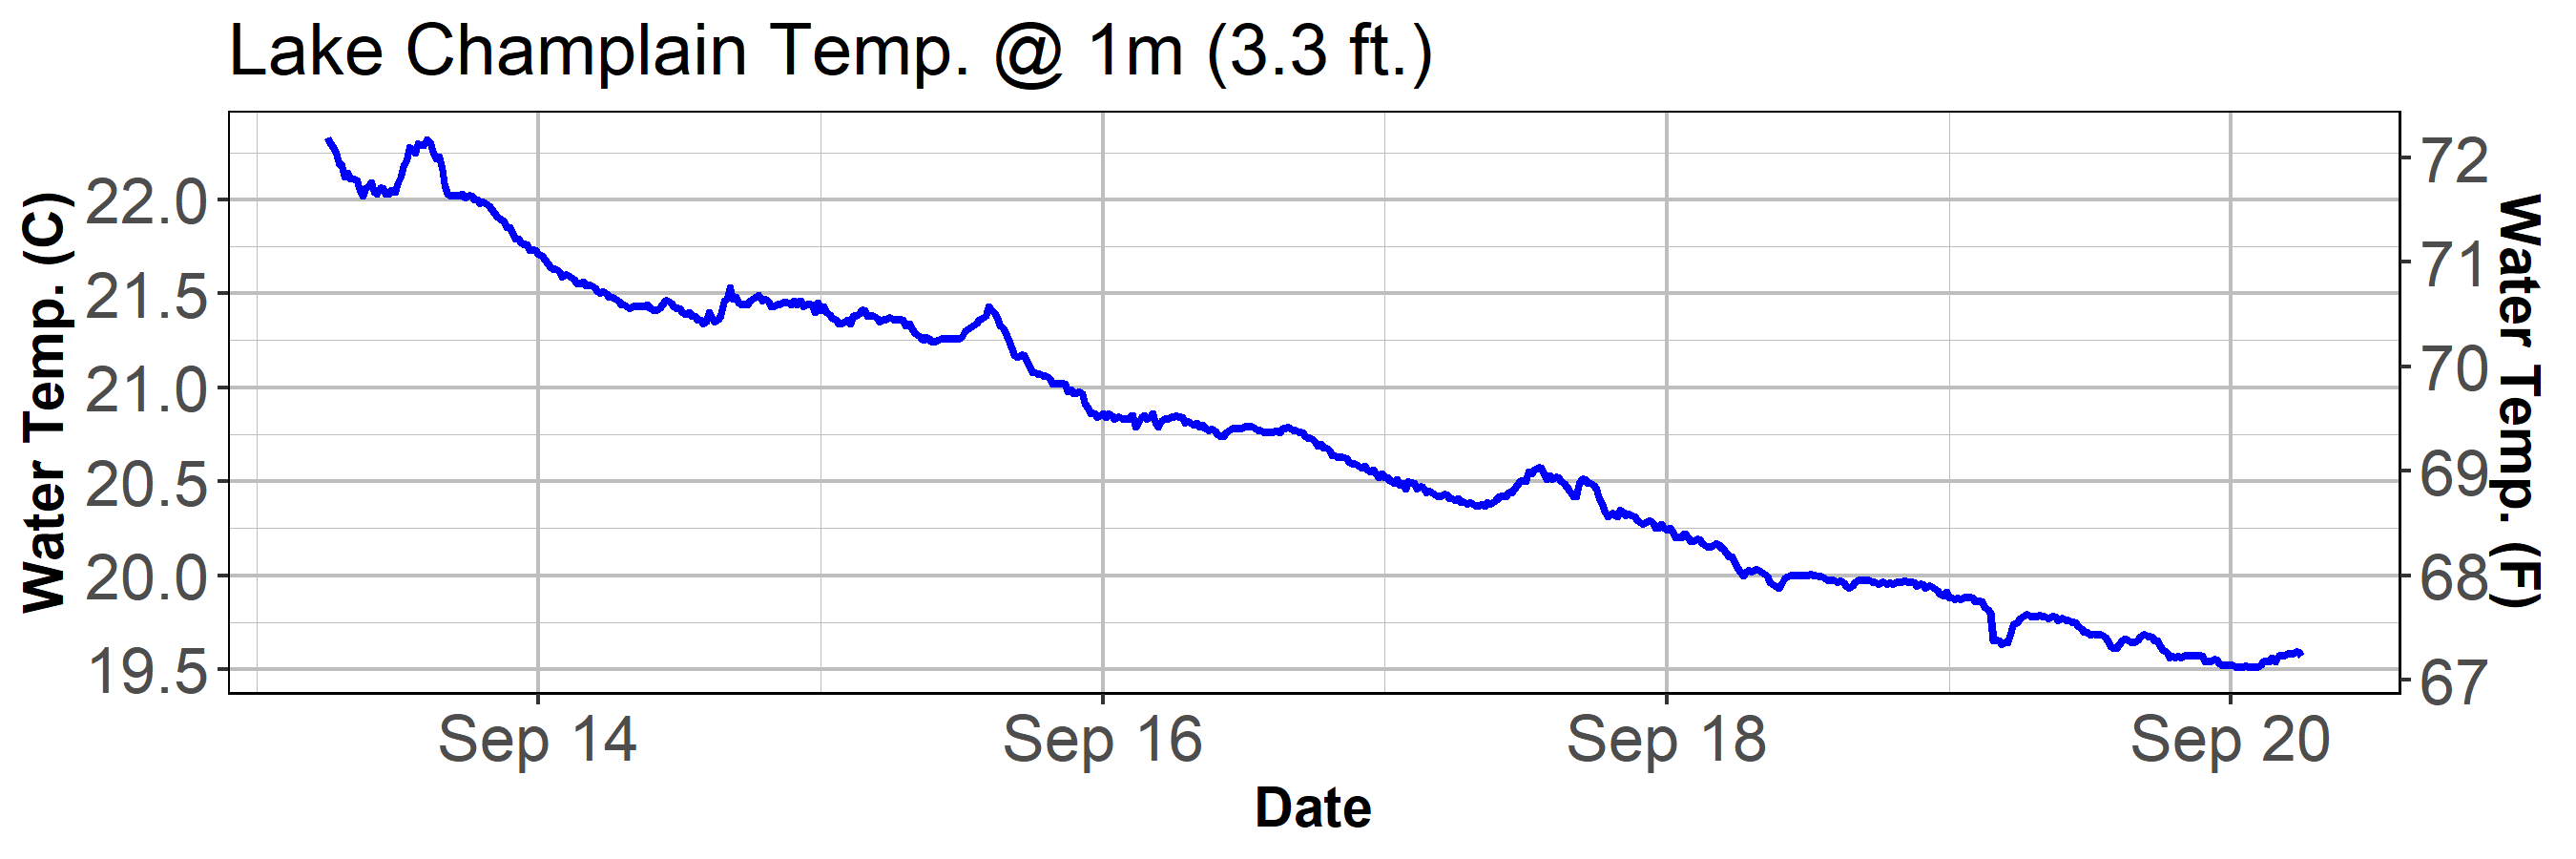 Lake Champlain Temp. @ 1m (3.3 ft.)
Water Temp. (C)
22.0
21.5
21.0
20.5
20.0
19.5
72
71
70
69
68
67
Water Temp. (F)
Sep 14 Sep 16 Sep 18 Sep 20
Date